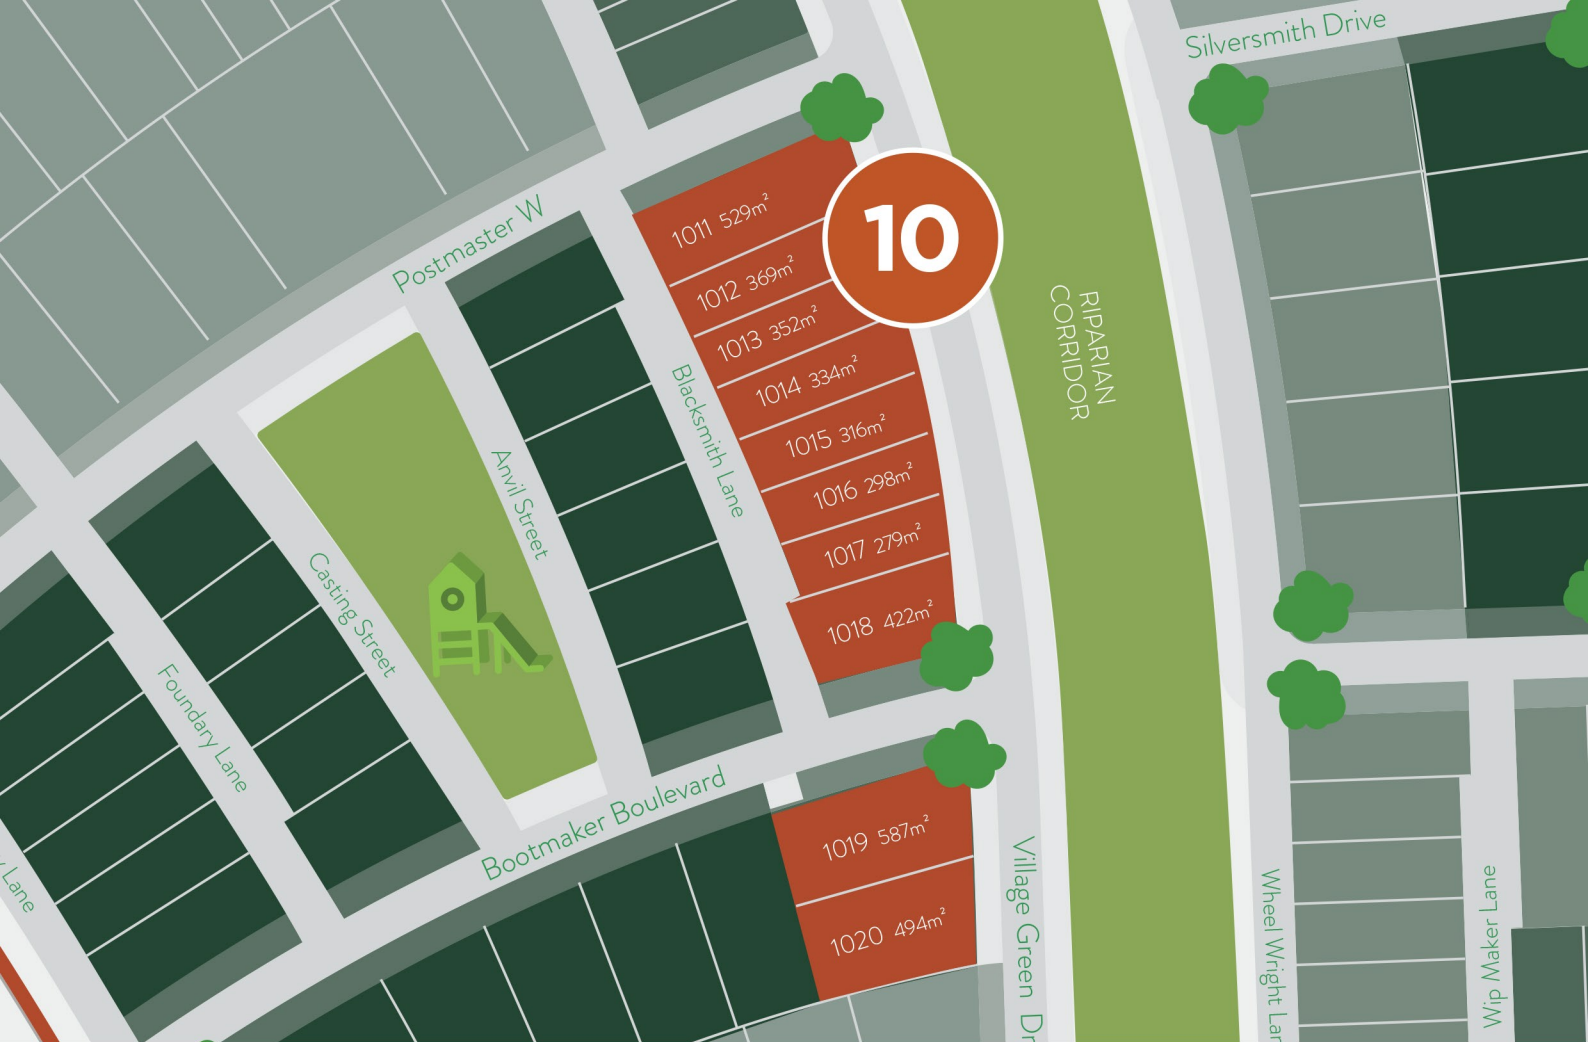 Silversmith Drive
Postmaster W
10
1011 529m²
1012 369m²
1013 352m²
1014 334m²
1015 316m²
1016 298m²
1017 279m²
1018 422m²
RIPARIAN
CORRIDOR
Blacksmith Lane
Anvil Street
Casting Street
Foundary Lane
Lane
Bootmaker Boulevard
1019 587m²
1020 494m²
Village Green Dr
Wheel Wright Lan
Wip Maker Lane